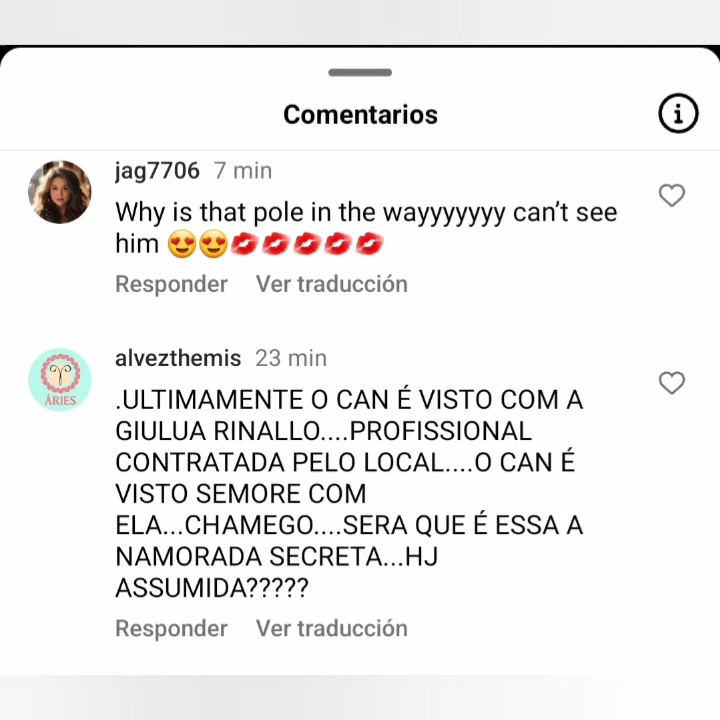 Comentarios
jag7706 7 min
Why is that pole in the wayyyyyyy can't see
him 😍😍💋💋💋💋💋
Responder Ver traducción
alvezthemis 23 min
ÁRIES
.ULTIMAMENTE O CAN É VISTO COM A
GIULUA RINALLO....PROFISSIONAL
CONTRATADA PELO LOCAL....O CAN É
VISTO SEMORE COM
ELA...CHAMEGO....SERA QUE É ESSA A
NAMORADA SECRETA...HJ
ASSUMIDA?????
Responder Ver traducción